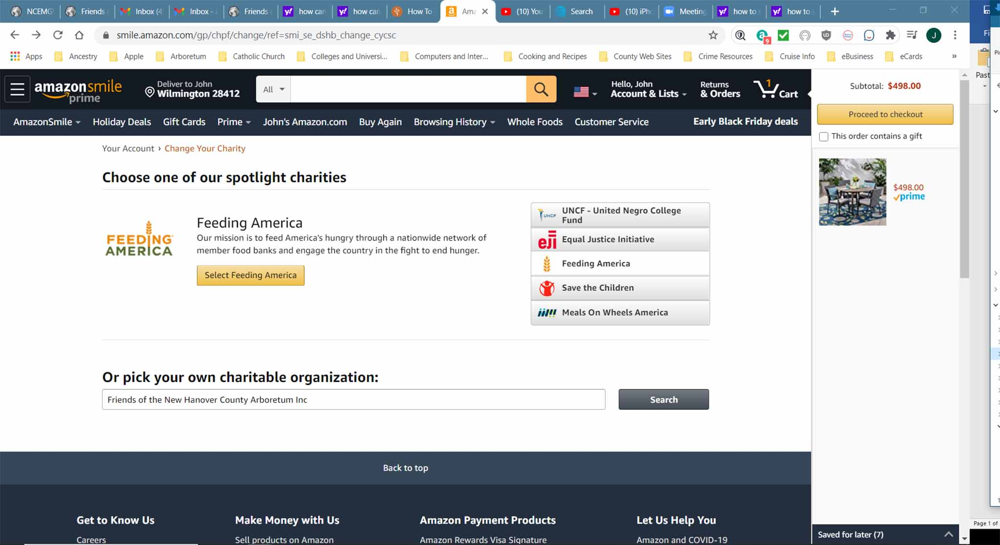 NCEMG
Friends
Inbox (4
Inbox -
Friends
how can
how can
How To
Ama
(10) You
Search
(10) iPh
Meeting
how to
how to
smile.amazon.com/gp/chpf/change/ref=smi_se_dshb_change_cycsc
9
J
Fi
Apps
Ancestry
Apple
Arboretum
Catholic Church
Colleges and Universi...
Computers and Inter...
Cooking and Recipes
County Web Sites
Crime Resources
Cruise Info
eBusiness
eCards
»
Past
amazonsmile
prime
Deliver to John
Wilmington 28412
All
Hello, John
Account & Lists
Returns
& Orders
1
Cart
Subtotal: $498.00
Proceed to checkout
This order contains a gift
AmazonSmile
Holiday Deals
Gift Cards
Prime
John's Amazon.com
Buy Again
Browsing History
Whole Foods
Customer Service
Early Black Friday deals
Your Account › Change Your Charity
Choose one of our spotlight charities
FEEDING
AMERICA
Feeding America
Our mission is to feed America's hungry through a nationwide network of
member food banks and engage the country in the fight to end hunger.
Select Feeding America
UNCF
UNCF - United Negro College
Fund
eji
Equal Justice Initiative
Feeding America
Save the Children
Meals On Wheels America
$498.00
prime
Or pick your own charitable organization:
Friends of the New Hanover County Arboretum Inc
Search
Back to top
Get to Know Us
Make Money with Us
Amazon Payment Products
Let Us Help You
Careers
Sell products on Amazon
Amazon Rewards Visa Signature
Amazon and COVID-19
Saved for later (7)
Page 1 of